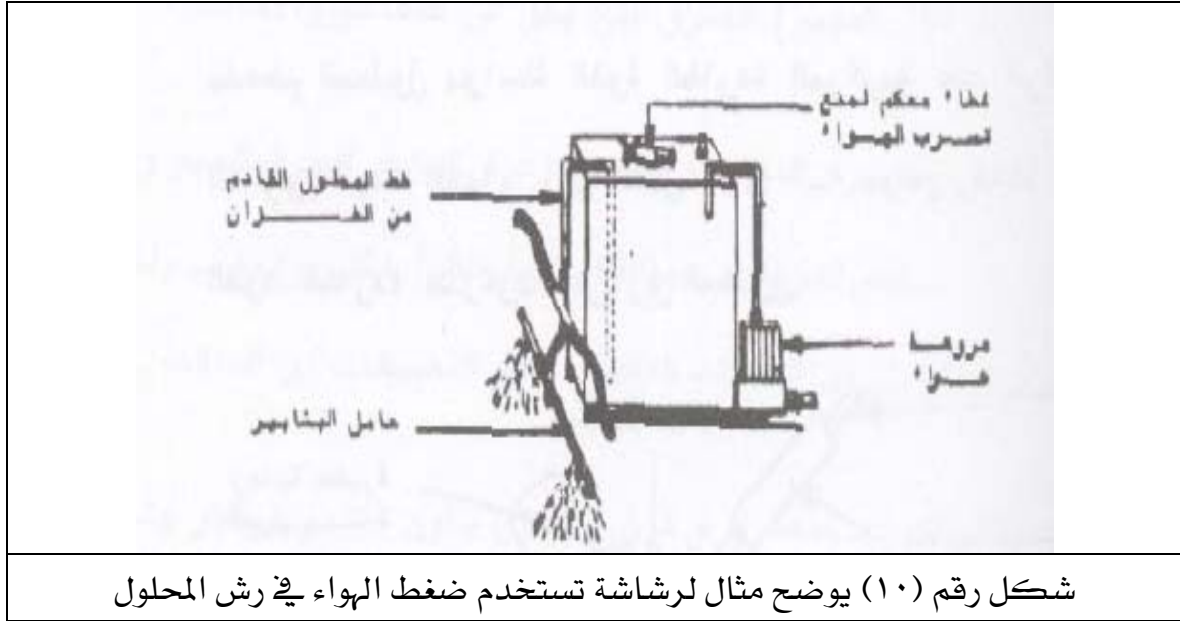 غطاء محكم لمنع
تسرب الهواء
خط المحلول القادم
من الخزان
مروحة
هواء
حامل البشابير
شكل رقم (١٠) يوضح مثال لرشاشة تستخدم ضغط الهواء في رش المحلول